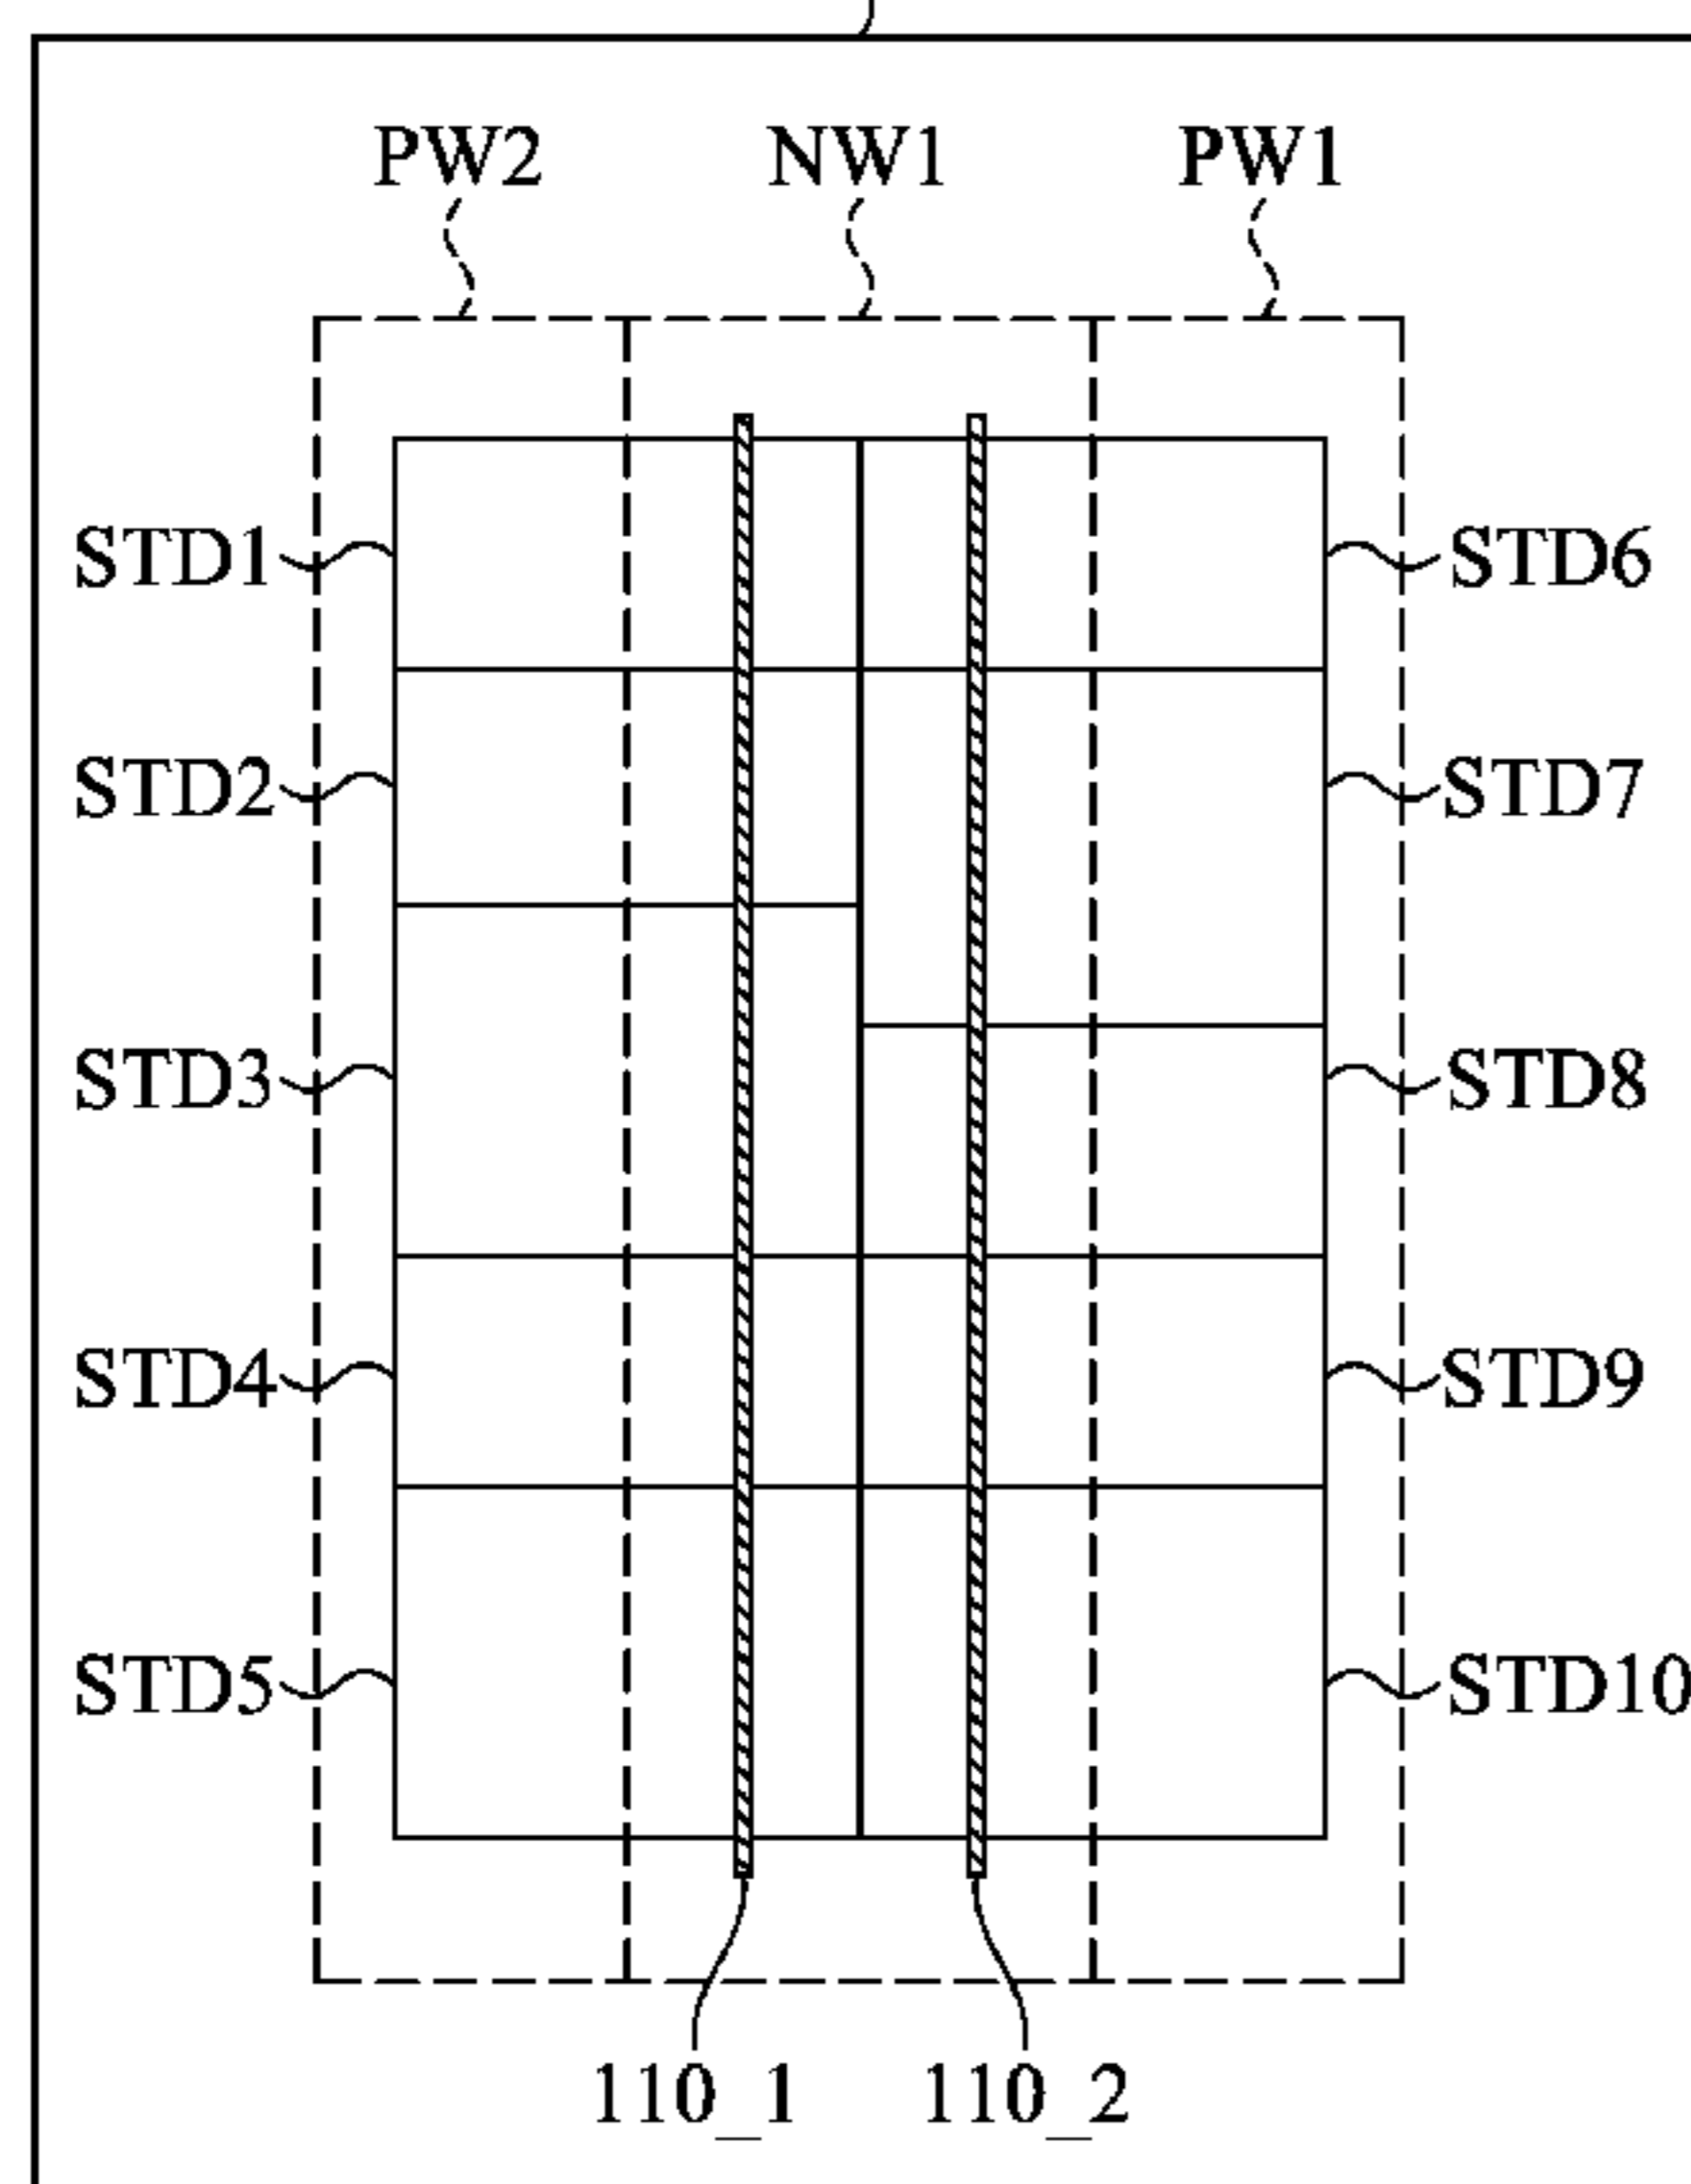 PW2 NW1 PW1
STD1 STD6
STD2 STD7
STD3 STD8
STD4 STD9
STD5 STD10
110_1 110_2